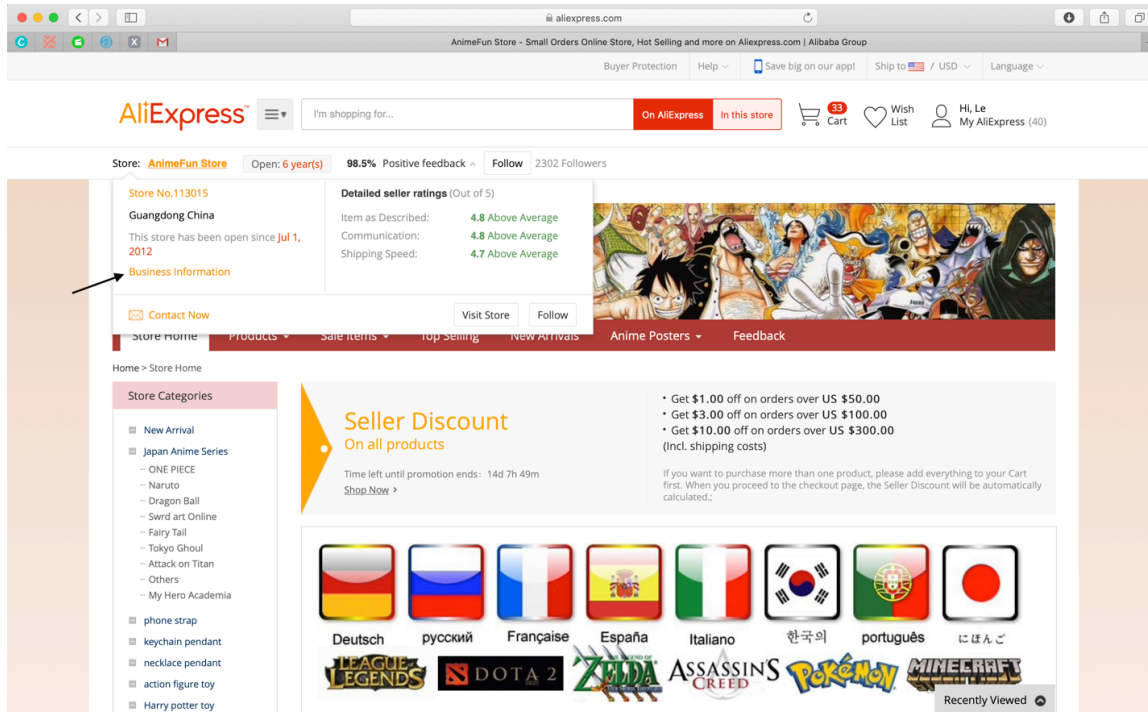 aliexpress.com
AnimeFun Store - Small Orders Online Store, Hot Selling and more on Aliexpress.com | Alibaba Group
Buyer Protection Help Save big on our app! Ship to / USD Language
AliExpress™
I'm shopping for...
On AliExpress In this store
33
Cart
Wish
List
Hi, Le
My AliExpress (40)
Store: AnimeFun Store Open: 6 year(s) 98.5% Positive feedback Follow 2302 Followers
Store No.113015
Guangdong China
This store has been open since Jul 1,
2012
Business Information
Detailed seller ratings (Out of 5)
Item as Described: 4.8 Above Average
Communication: 4.8 Above Average
Shipping Speed: 4.7 Above Average
Contact Now
Visit Store Follow
Store Home Products Sale Items Top Selling New Arrivals Anime Posters Feedback
Home > Store Home
Store Categories
New Arrival
Japan Anime Series
ONE PIECE
Naruto
Dragon Ball
Swrd art Online
Fairy Tail
Tokyo Ghoul
Attack on Titan
Others
My Hero Academia
phone strap
keychain pendant
necklace pendant
action figure toy
Harry potter toy
Seller Discount
On all products
Time left until promotion ends: 14d 7h 49m
Shop Now >
• Get $1.00 off on orders over US $50.00
• Get $3.00 off on orders over US $100.00
• Get $10.00 off on orders over US $300.00
(Incl. shipping costs)
If you want to purchase more than one product, please add everything to your Cart
first. When you proceed to the checkout page, the Seller Discount will be automatically
calculated.;
Deutsch русский Française España Italiano 한국의 português にほんご
LEAGUE OF LEGENDS DOTA 2 THE LEGEND OF ZELDA ASSASSIN'S CREED POKéMON MINECRAFT
Recently Viewed